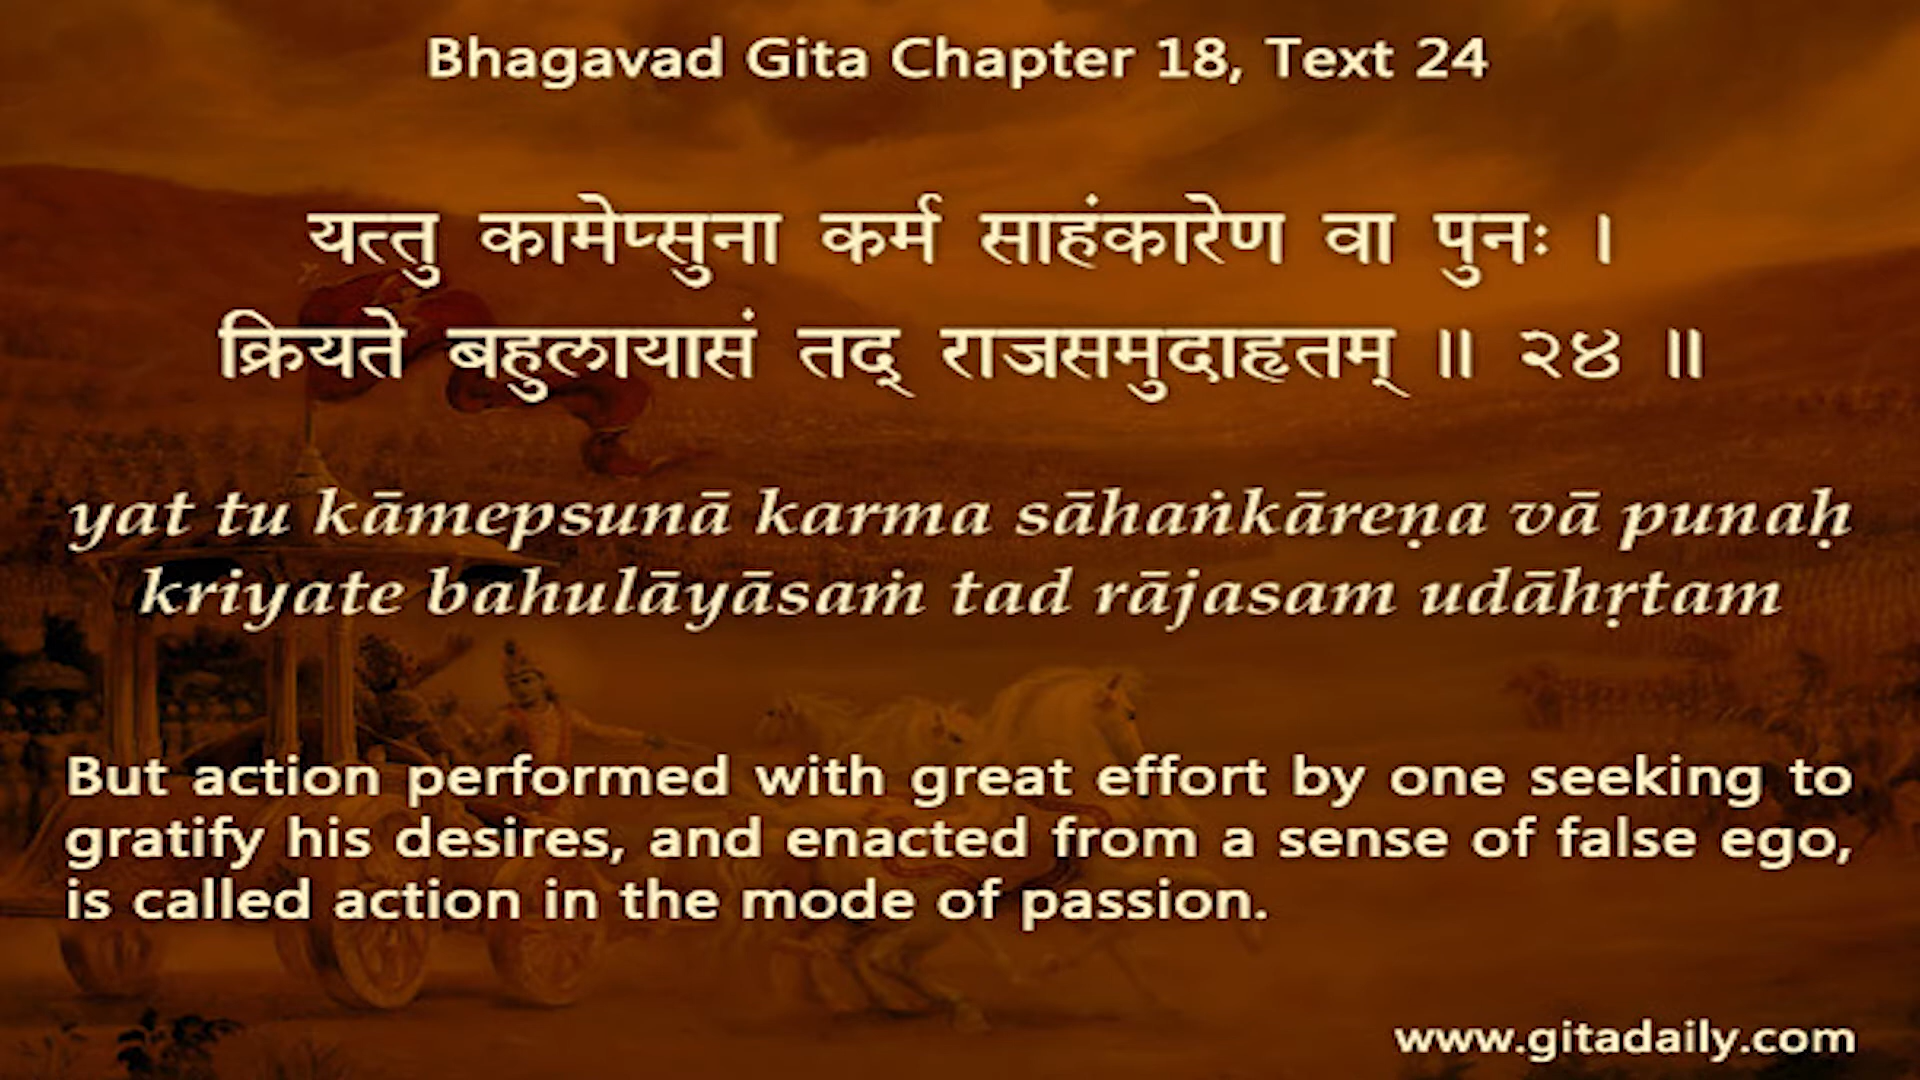 Bhagavad Gita Chapter 18, Text 24
यत्तु कामेप्सुना कर्म साहंकारेण वा पुनः ।
क्रियते बहुलायासं तद् राजसमुदाहृतम् ॥ २४ ॥
yat tu kāmepsunā karma sāhaṅkāreṇa vā punaḥ
kriyate bahulāyāsaṁ tad rājasam udāhṛtam
But action performed with great effort by one seeking to
gratify his desires, and enacted from a sense of false ego,
is called action in the mode of passion.
www.gitadaily.com